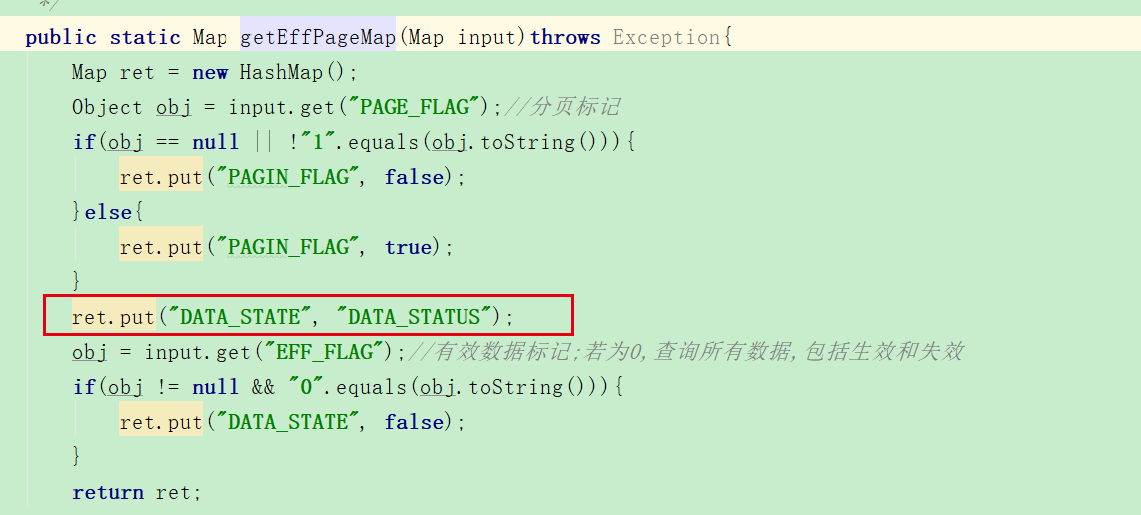 */
public static Map getEffPageMap(Map input)throws Exception{
Map ret = new HashMap();
Object obj = input.get("PAGE_FLAG");//分页标记
if(obj == null || !"1".equals(obj.toString())){
ret.put("PAGIN_FLAG", false);
}else{
ret.put("PAGIN_FLAG", true);
}
ret.put("DATA_STATE", "DATA_STATUS");
obj = input.get("EFF_FLAG");//有效数据标记;若为0,查询所有数据,包括生效和失效
if(obj != null && "0".equals(obj.toString())){
ret.put("DATA_STATE", false);
}
return ret;